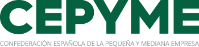 CEPYME
CONFEDERACIÓN ESPAÑOLA DE LA PEQUEÑA Y MEDIANA EMPRESA